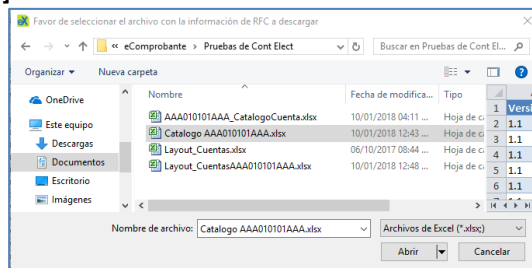 Favor de seleccionar el archivo con la información de RFC a descargar
« eComprobante > Pruebas de Cont Elect
Buscar en Pruebas de Cont El...
Organizar Nueva carpeta
Nombre Fecha de modifica... Tipo
OneDrive
Este equipo
Descargas
Documentos
Escritorio
Imágenes
AAA010101AAA_CatalogoCuenta.xlsx 10/01/2018 04:11 ... Hoja de c
Catalogo AAA010101AAA.xlsx 10/01/2018 12:43 ... Hoja de c
Layout_Cuentas.xlsx 06/10/2017 08:44 ... Hoja de c
Layout_CuentasAAA010101AAA.xlsx 10/01/2018 12:48 ... Hoja de c
1 Versi
2 1.1
3 1.1
4 1.1
5 1.1
6 1.1
Nombre de archivo: Catalogo AAA010101AAA.xlsx Archivos de Excel (*.xlsx;)
Abrir Cancelar